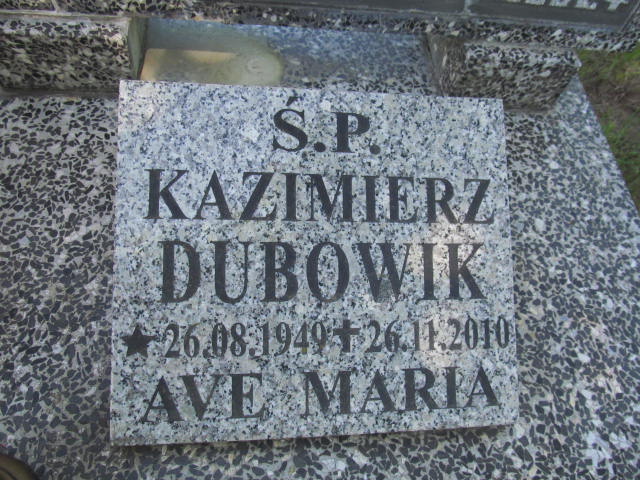 Ś.P.
KAZIMIERZ
DUBOWIK
★26.08.1949 ✝ 26.11.2010
AVE MARIA